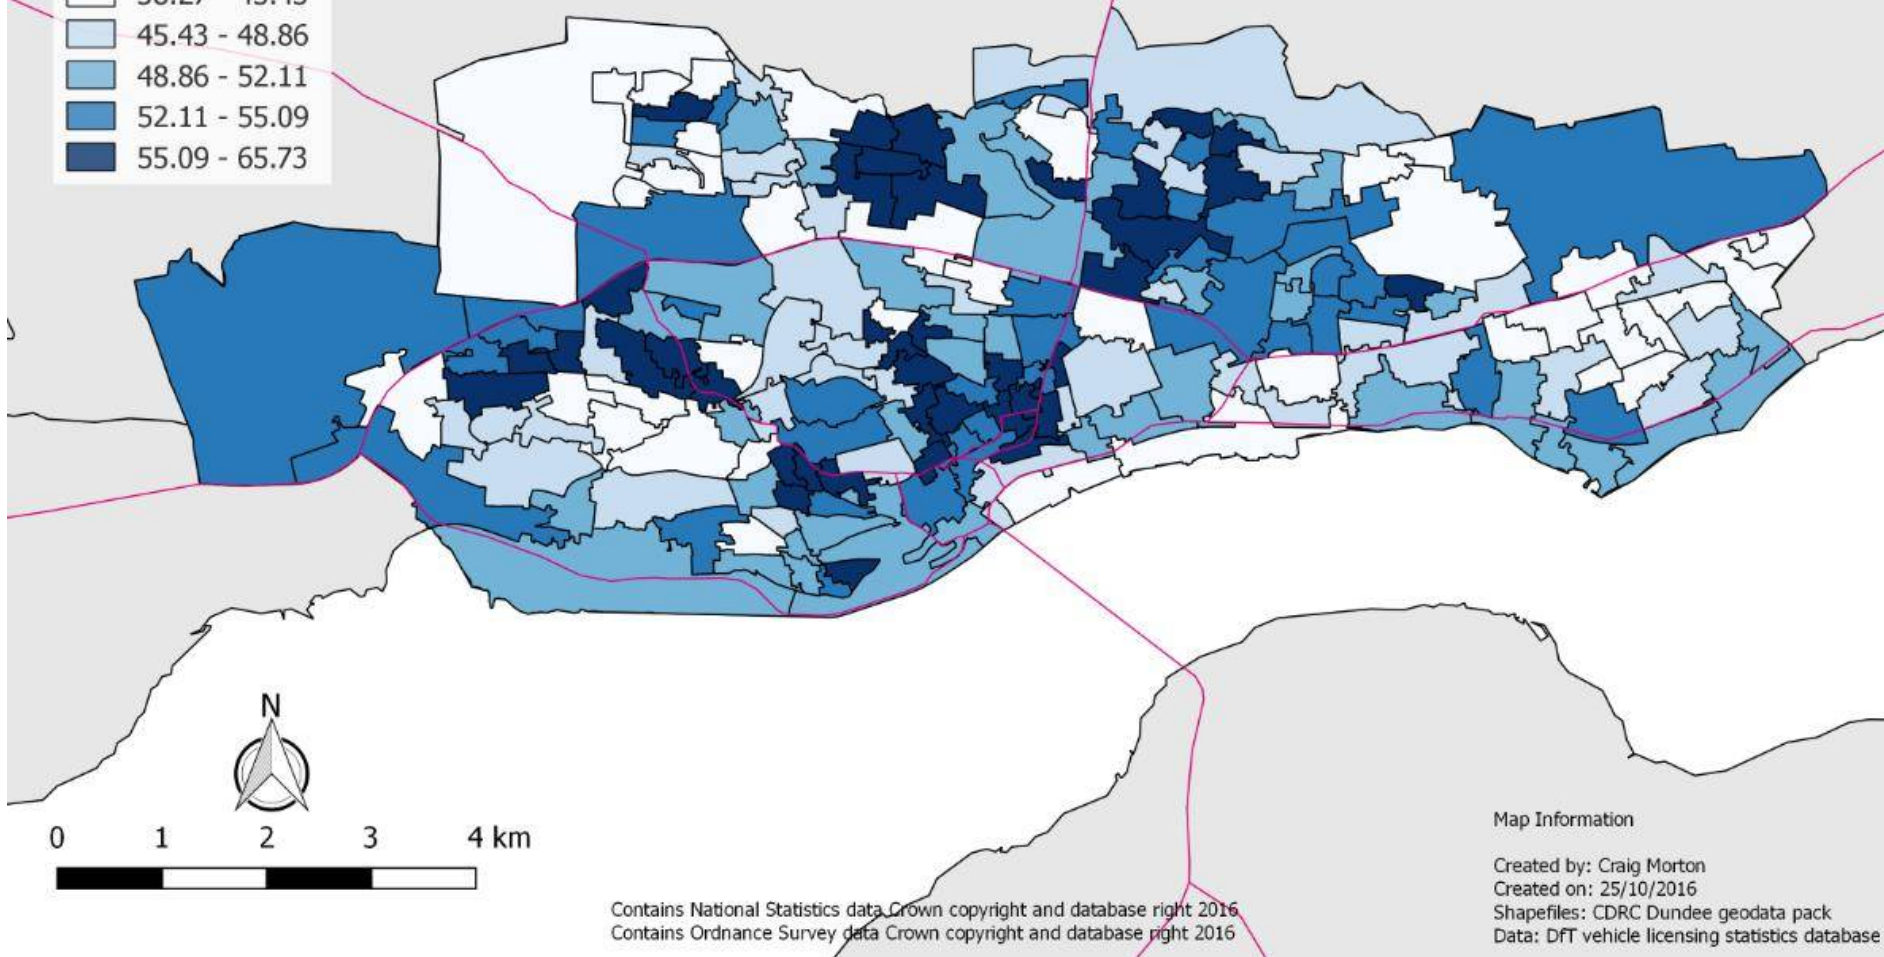 45.43 - 48.86
48.86 - 52.11
52.11 - 55.09
55.09 - 65.73
N
0 1 2 3 4 km
Map Information
Created by: Craig Morton
Created on: 25/10/2016
Shapefiles: CDRC Dundee geodata pack
Data: DfT vehicle licensing statistics database
Contains National Statistics data Crown copyright and database right 2016
Contains Ordnance Survey data Crown copyright and database right 2016